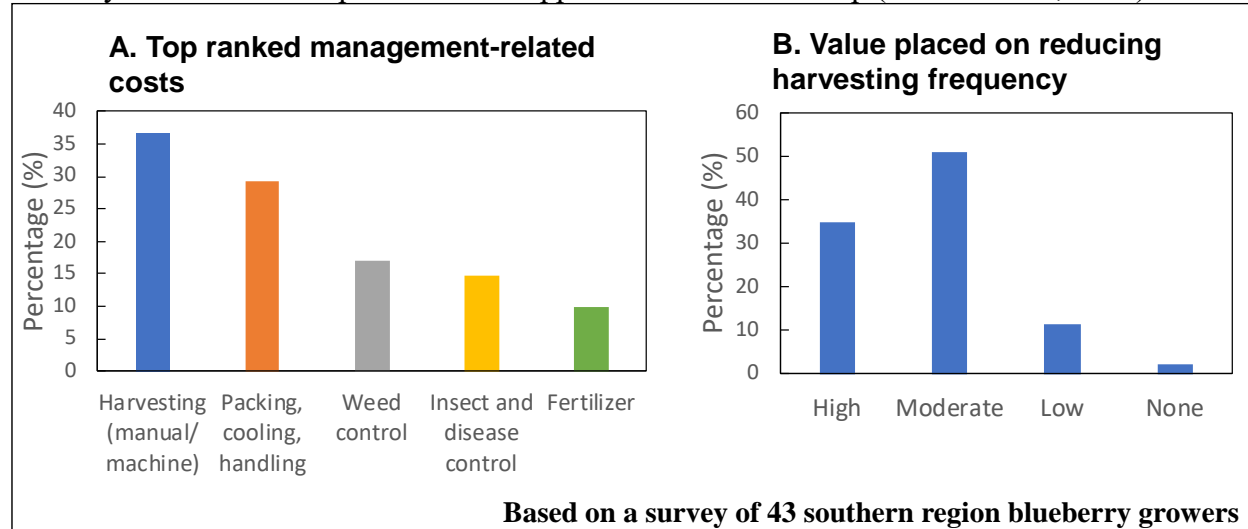 A. Top ranked management-related
costs
Percentage (%)
40
35
30
25
20
15
10
5
0
Harvesting
(manual/
machine)
Packing,
cooling,
handling
Weed
control
Insect and
disease
control
Fertilizer
B. Value placed on reducing
harvesting frequency
Percentage (%)
60
50
40
30
20
10
0
High
Moderate
Low
None
Based on a survey of 43 southern region blueberry growers